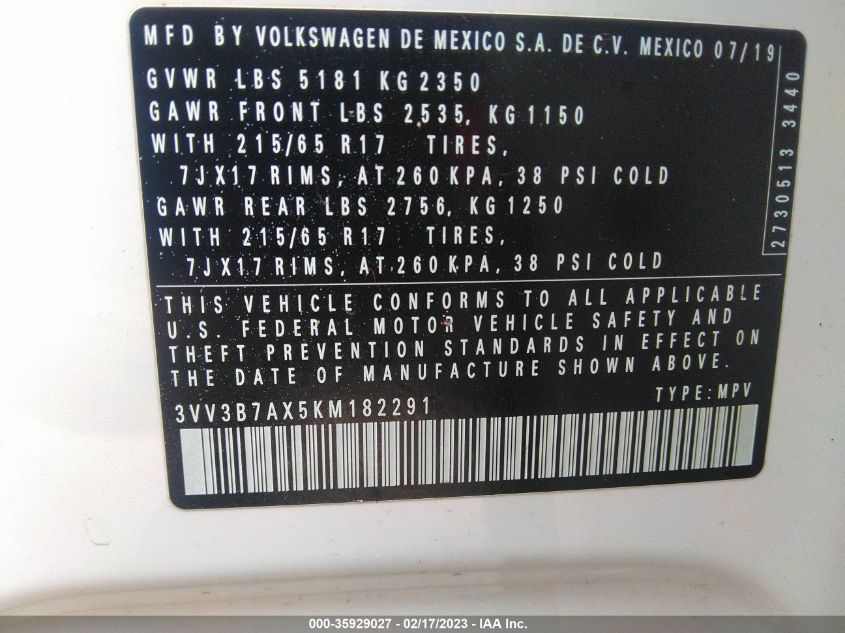 MFD BY VOLKSWAGEN DE MEXICO S.A. DE C.V. MEXICO 07/19
GVWR LBS 5181 KG 2350
GAWR FRONT LBS 2535, KG 1150
WITH 215/65 R17 TIRES,
7JX17 RIMS, AT 260 KPA, 38 PSI COLD
GAWR REAR LBS 2756, KG 1250
WITH 215/65 R17 TIRES,
7JX17 RIMS, AT 260 KPA, 38 PSI COLD
2730513 3440
THIS VEHICLE CONFORMS TO ALL APPLICABLE
U.S. FEDERAL MOTOR VEHICLE SAFETY AND
THEFT PREVENTION STANDARDS IN EFFECT ON
THE DATE OF MANUFACTURE SHOWN ABOVE.
TYPE: MPV
3VV3B7AX5KM182291
000-35929027 - 02/17/2023 - IAA Inc.